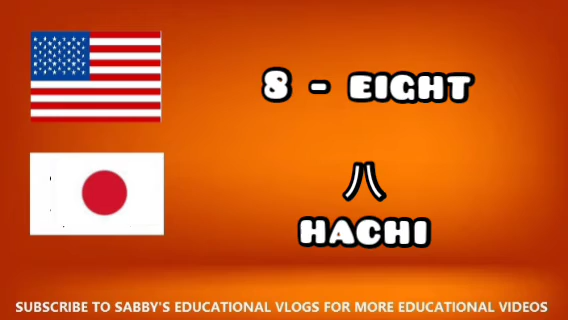 8 - EIGHT
八
HACHI
SUBSCRIBE TO SABBY'S EDUCATIONAL VLOGS FOR MORE EDUCATIONAL VIDEOS